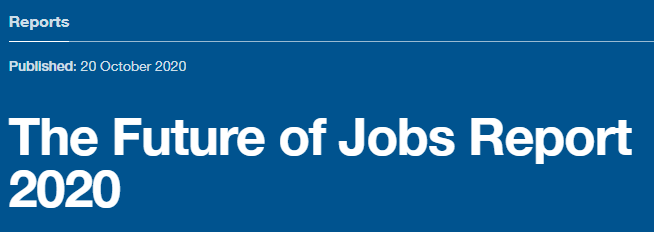 Reports
Published: 20 October 2020
The Future of Jobs Report
2020